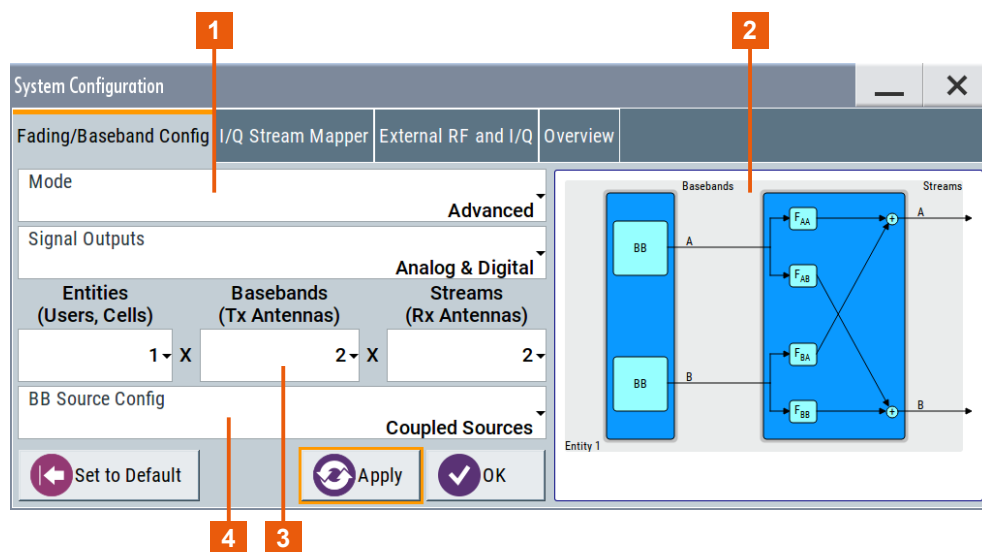 1
2
System Configuration
Fading/Baseband Config
I/Q Stream Mapper
External RF and I/Q
Overview
Mode
Advanced
Signal Outputs
Analog & Digital
Entities
(Users, Cells)
Basebands
(Tx Antennas)
Streams
(Rx Antennas)
1 X 2 X 2
BB Source Config
Coupled Sources
Set to Default
Apply
OK
Basebands
Streams
BB
A
FAA
+
A
FAB
BB
B
FBA
FBB
+
B
Entity 1
4
3